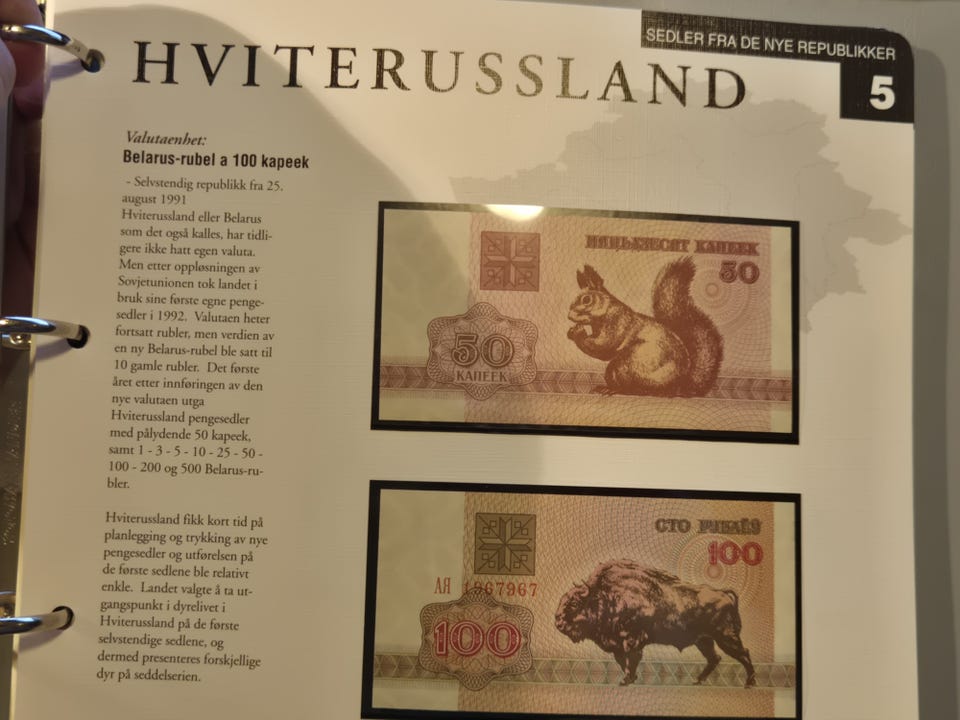 SEDLER FRA DE NYE REPUBLIKKER
5
HVITERUSSLAND
Valutaenhet:
Belarus-rubel a 100 kapeek
- Selvstendig republikk fra 25.
august 1991
Hviterussland eller Belarus
som det også kalles, har tidli-
gere ikke hatt egen valuta.
Men etter oppløsningen av
Sovjetunionen tok landet i
bruk sine første egne penge-
sedler i 1992. Valutaen heter
fortsatt rubler, men verdien av
en ny Belarus-rubel ble satt til
10 gamle rubler. Det første
året etter innføringen av den
nye valutaen utga
Hviterussland pengesedler
med pålydende 50 kapeek,
samt 1 - 3 - 5 - 10 - 25 - 50 -
100 - 200 og 500 Belarus-ru-
bler.
Hviterussland fikk kort tid på
planlegging og trykking av nye
pengesedler og utførelsen på
de første sedlene ble relativt
enkle. Landet valgte å ta ut-
gangspunkt i dyrelivet i
Hviterussland på de første
selvstendige sedlene, og
dermed presenteres forskjellige
dyr på seddelserien.
ПЯЦЬДЗЕСЯТ КАПЕЕК
50
50
КАПЕЕК
СТО РУБЛЁЎ
100
АЯ 1967967
100